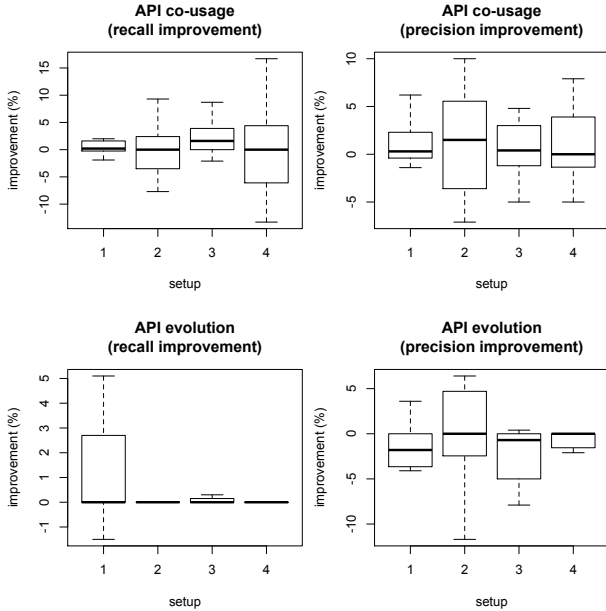 API co-usage
(recall improvement)
improvement (%)
15
10
5
0
-5
-10
1 2 3 4
setup
API co-usage
(precision improvement)
improvement (%)
10
5
0
-5
1 2 3 4
setup
API evolution
(recall improvement)
improvement (%)
5
4
3
2
1
0
-1
1 2 3 4
setup
API evolution
(precision improvement)
improvement (%)
5
0
-5
-10
1 2 3 4
setup